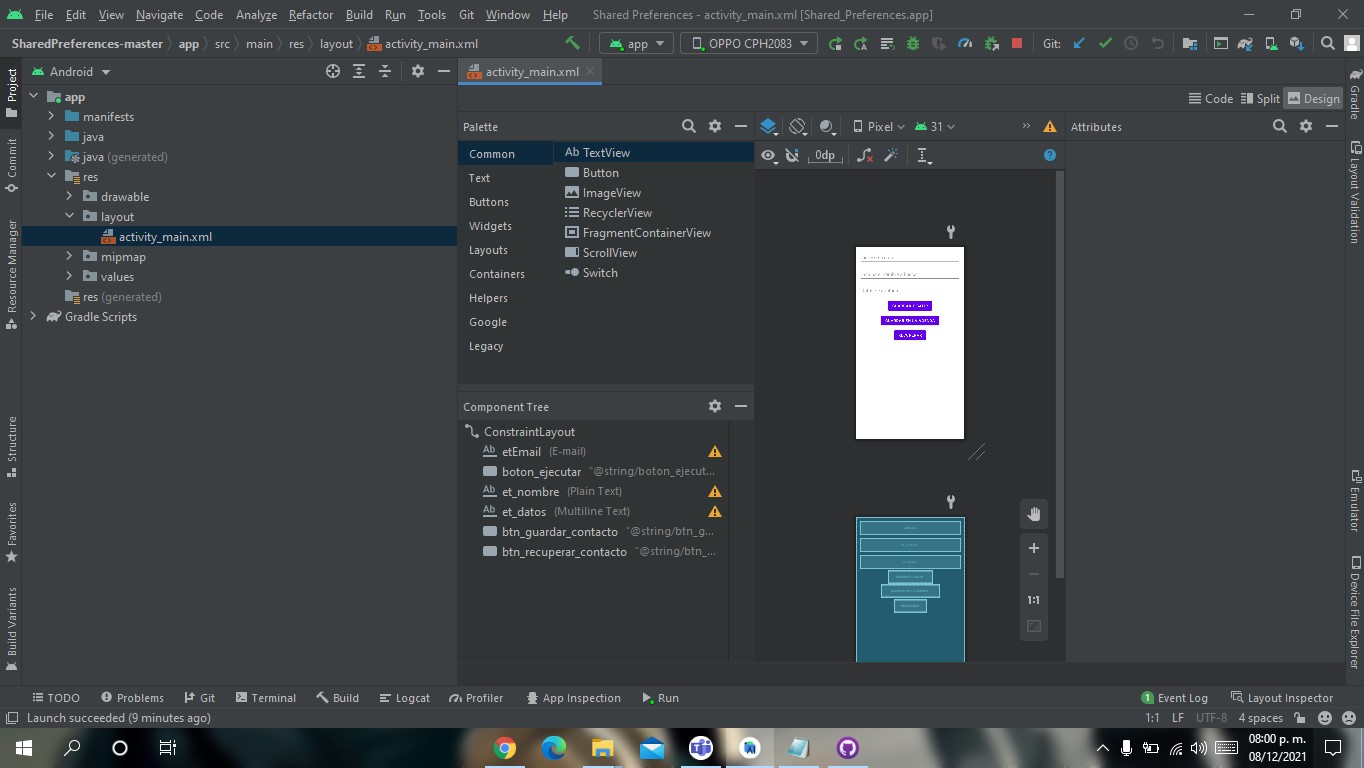 File Edit View Navigate Code Analyze Refactor Build Run Tools Git Window Help Shared Preferences - activity_main.xml [Shared_Preferences.app]
SharedPreferences-master app src main res layout activity_main.xml app OPPO CPH2083 Git:
Project
Commit
Resource Manager
Structure
Favorites
Build Variants
Android
app
manifests
java
java (generated)
res
drawable
layout
activity_main.xml
mipmap
values
res (generated)
Gradle Scripts
activity_main.xml
Code Split Design
Palette
Common
Text
Buttons
Widgets
Layouts
Containers
Helpers
Google
Legacy
Ab TextView
Button
ImageView
RecyclerView
FragmentContainerView
ScrollView
Switch
Component Tree
ConstraintLayout
Ab etEmail (E-mail)
boton_ejecutar "@string/boton_ejecut...
Ab et_nombre (Plain Text)
Ab et_datos (Multiline Text)
btn_guardar_contacto "@string/btn_g...
btn_recuperar_contacto "@string/btn_...
Pixel 31
0dp
RECUPERAR
1:1
Attributes
Gradle
Layout Validation
Emulator
Device File Explorer
TODO Problems Git Terminal Build Logcat Profiler App Inspection Run 1 Event Log Layout Inspector
Launch succeeded (9 minutes ago) 1:1 LF UTF-8 4 spaces
08:00 p. m.
08/12/2021